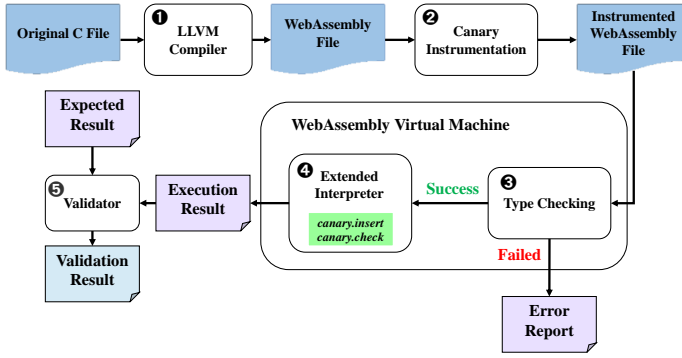 Original C File
❶
LLVM
Compiler
WebAssembly
File
❷
Canary
Instrumentation
Instrumented
WebAssembly
File
Expected
Result
WebAssembly Virtual Machine
❺
Validator
Execution
Result
❹
Extended
Interpreter
canary.insert
canary.check
Success
❸
Type Checking
Failed
Validation
Result
Error
Report